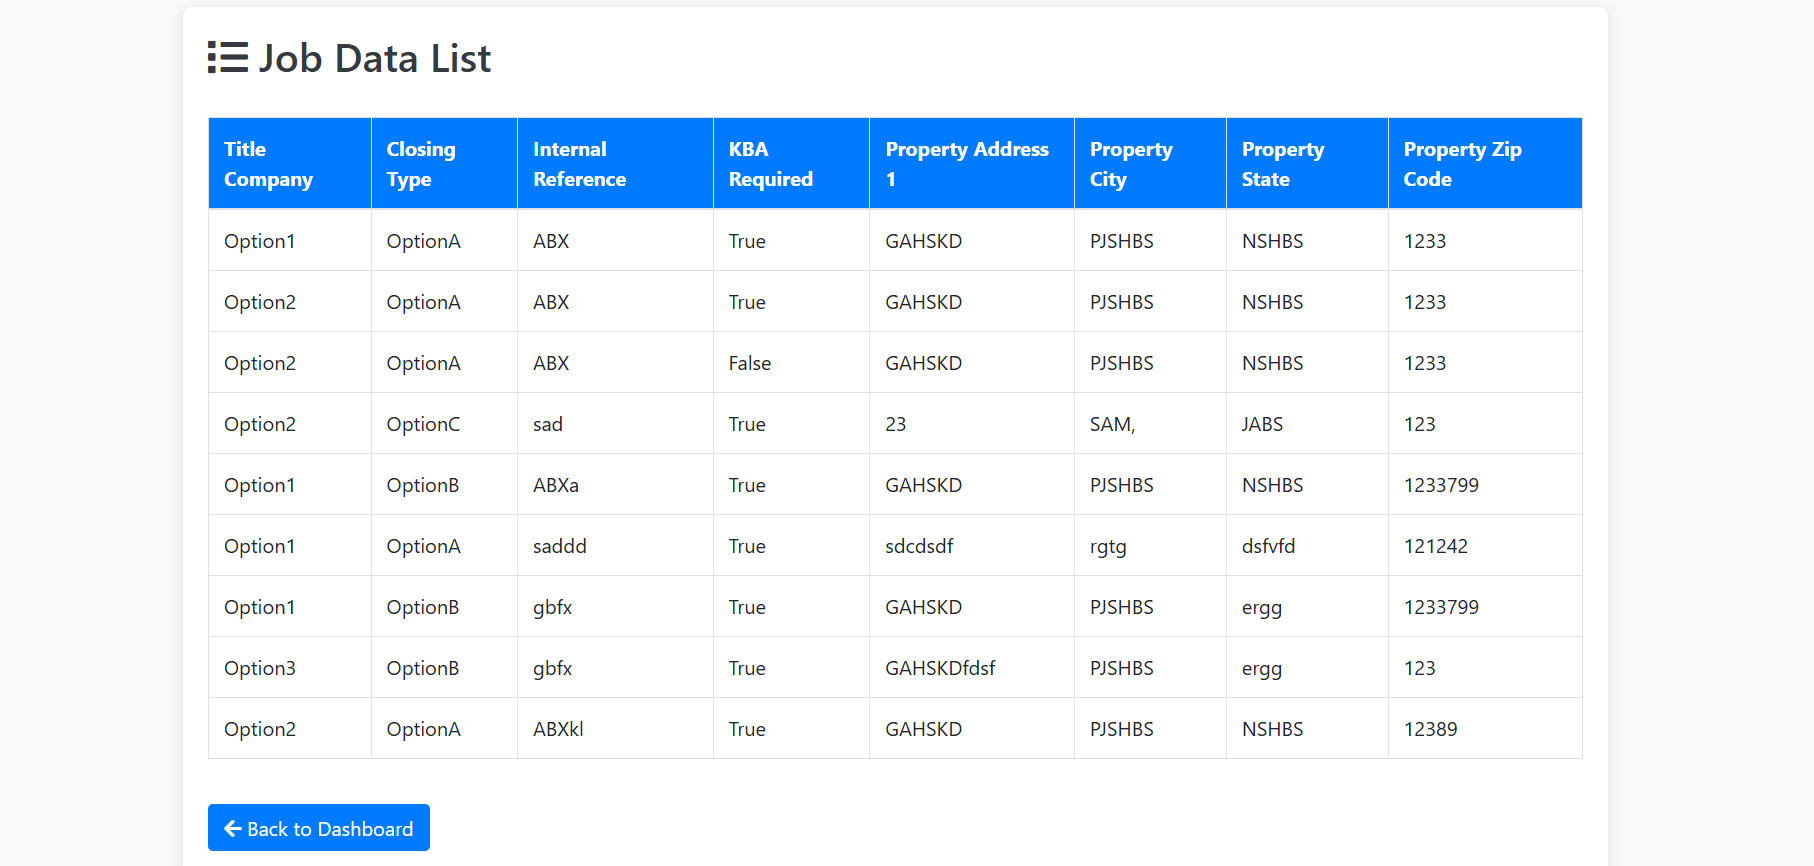 Job Data List
Title Company Closing Type Internal Reference KBA Required Property Address 1 Property City Property State Property Zip Code
Option1 OptionA ABX True GAHSKD PJSHBS NSHBS 1233
Option2 OptionA ABX True GAHSKD PJSHBS NSHBS 1233
Option2 OptionA ABX False GAHSKD PJSHBS NSHBS 1233
Option2 OptionC sad True 23 SAM, JABS 123
Option1 OptionB ABXa True GAHSKD PJSHBS NSHBS 1233799
Option1 OptionA saddd True sdcdsdf rgtg dsfvfd 121242
Option1 OptionB gbfx True GAHSKD PJSHBS ergg 1233799
Option3 OptionB gbfx True GAHSKDfdsf PJSHBS ergg 123
Option2 OptionA ABXkl True GAHSKD PJSHBS NSHBS 12389
Back to Dashboard